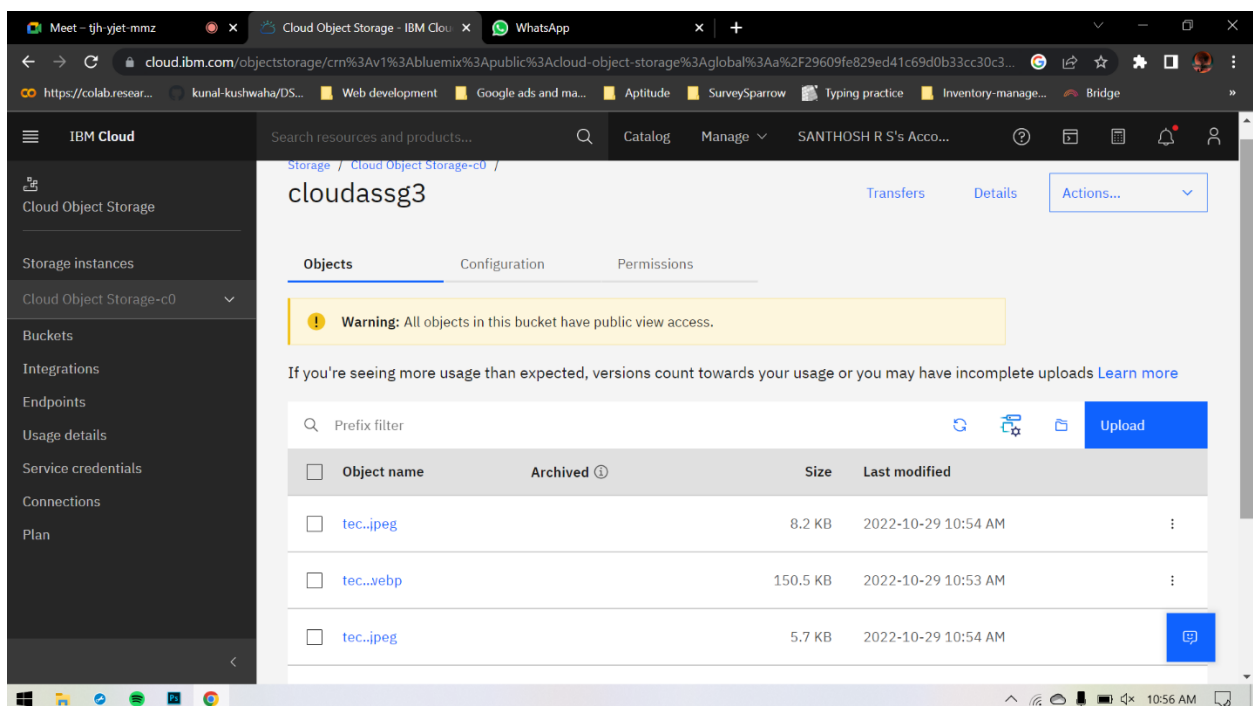 Meet – tjh-yjet-mmz
Cloud Object Storage - IBM Clou
WhatsApp
cloud.ibm.com/objectstorage/crn%3Av1%3Abluemix%3Apublic%3Acloud-object-storage%3Aglobal%3Aa%2F29609fe829ed41c69d0b33cc30c3...
https://colab.resear...
kunal-kushwaha/DS...
Web development
Google ads and ma...
Aptitude
SurveySparrow
Typing practice
Inventory-manage...
Bridge
»
IBM Cloud
Search resources and products...
Catalog
Manage
SANTHOSH R S's Acco...
Cloud Object Storage
Storage instances
Cloud Object Storage-c0
Buckets
Integrations
Endpoints
Usage details
Service credentials
Connections
Plan
Storage / Cloud Object Storage-c0 /
cloudassg3
Transfers
Details
Actions...
Objects
Configuration
Permissions
Warning: All objects in this bucket have public view access.
If you're seeing more usage than expected, versions count towards your usage or you may have incomplete uploads Learn more
Prefix filter
Upload
Object name Archived Size Last modified
tec..jpeg 8.2 KB 2022-10-29 10:54 AM
tec...vebp 150.5 KB 2022-10-29 10:53 AM
tec..jpeg 5.7 KB 2022-10-29 10:54 AM
Ps
10:56 AM